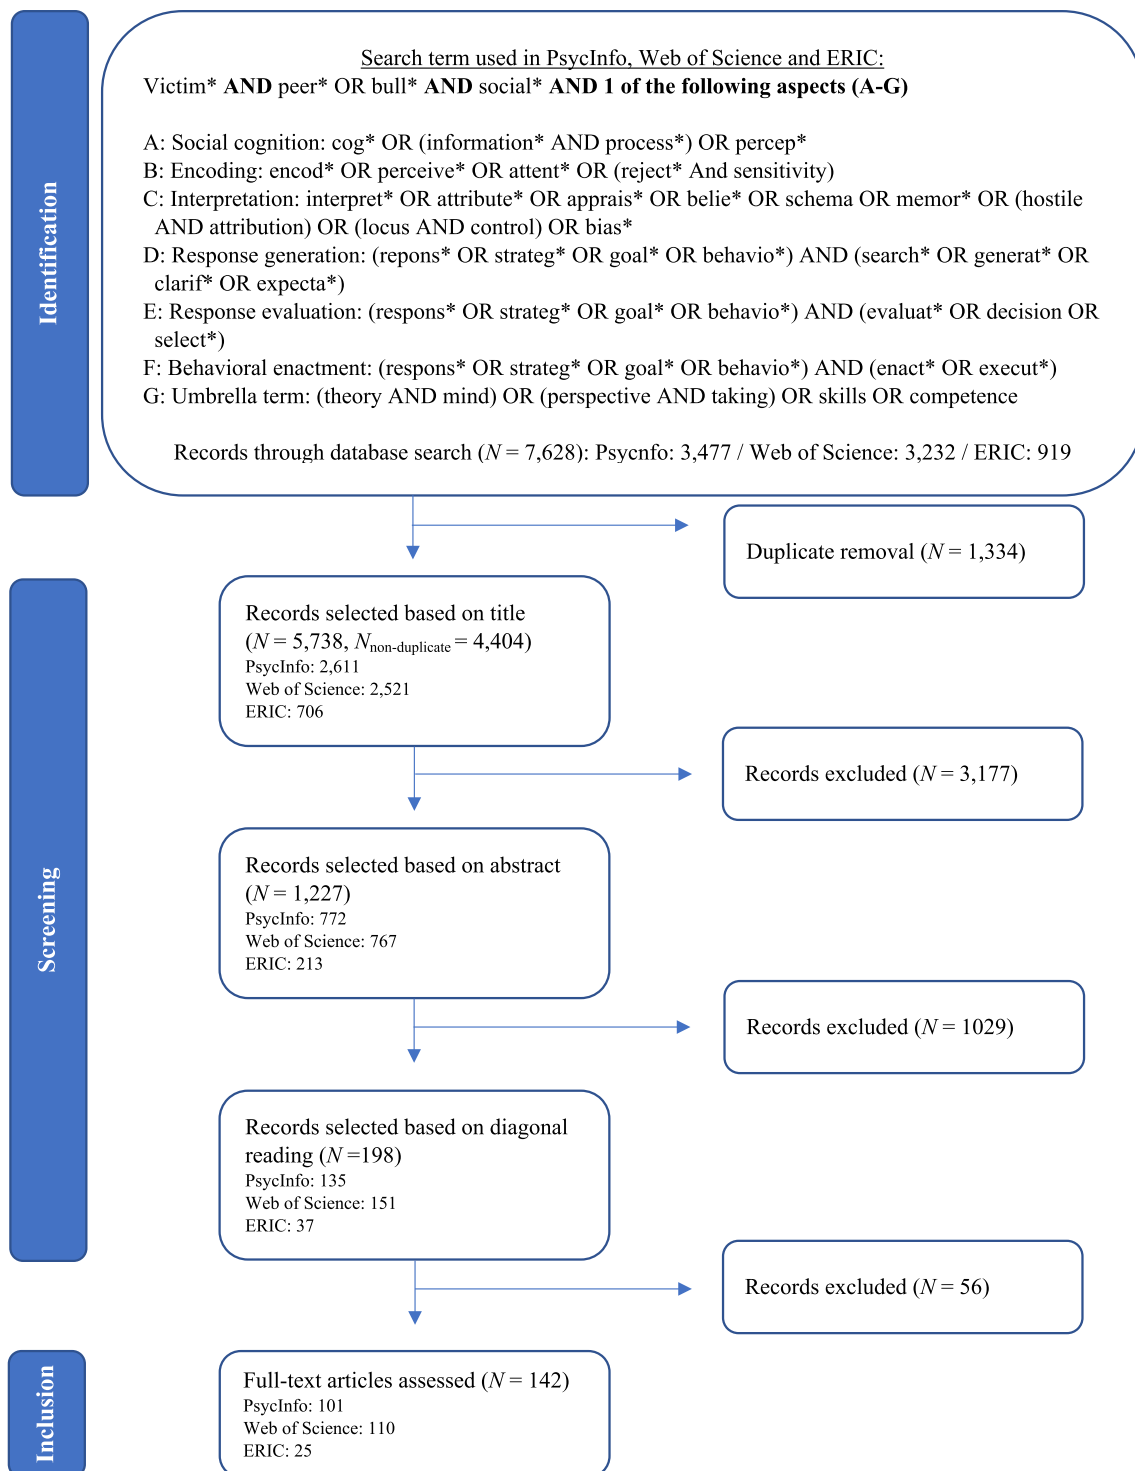 Identification
Search term used in PsycInfo, Web of Science and ERIC:
Victim* AND peer* OR bull* AND social* AND 1 of the following aspects (A-G)
A: Social cognition: cog* OR (information* AND process*) OR percep*
B: Encoding: encod* OR perceive* OR attent* OR (reject* And sensitivity)
C: Interpretation: interpret* OR attribute* OR apprais* OR belie* OR schema OR memor* OR (hostile
AND attribution) OR (locus AND control) OR bias*
D: Response generation: (repons* OR strateg* OR goal* OR behavio*) AND (search* OR generat* OR
clarif* OR expecta*)
E: Response evaluation: (respons* OR strateg* OR goal* OR behavio*) AND (evaluat* OR decision OR
select*)
F: Behavioral enactment: (respons* OR strateg* OR goal* OR behavio*) AND (enact* OR execut*)
G: Umbrella term: (theory AND mind) OR (perspective AND taking) OR skills OR competence
Records through database search (N = 7,628): Psycnfo: 3,477 / Web of Science: 3,232 / ERIC: 919
Duplicate removal (N = 1,334)
Screening
Records selected based on title
(N = 5,738, Nnon-duplicate = 4,404)
PsycInfo: 2,611
Web of Science: 2,521
ERIC: 706
Records excluded (N = 3,177)
Records selected based on abstract
(N = 1,227)
PsycInfo: 772
Web of Science: 767
ERIC: 213
Records excluded (N = 1029)
Records selected based on diagonal
reading (N =198)
PsycInfo: 135
Web of Science: 151
ERIC: 37
Records excluded (N = 56)
Inclusion
Full-text articles assessed (N = 142)
PsycInfo: 101
Web of Science: 110
ERIC: 25